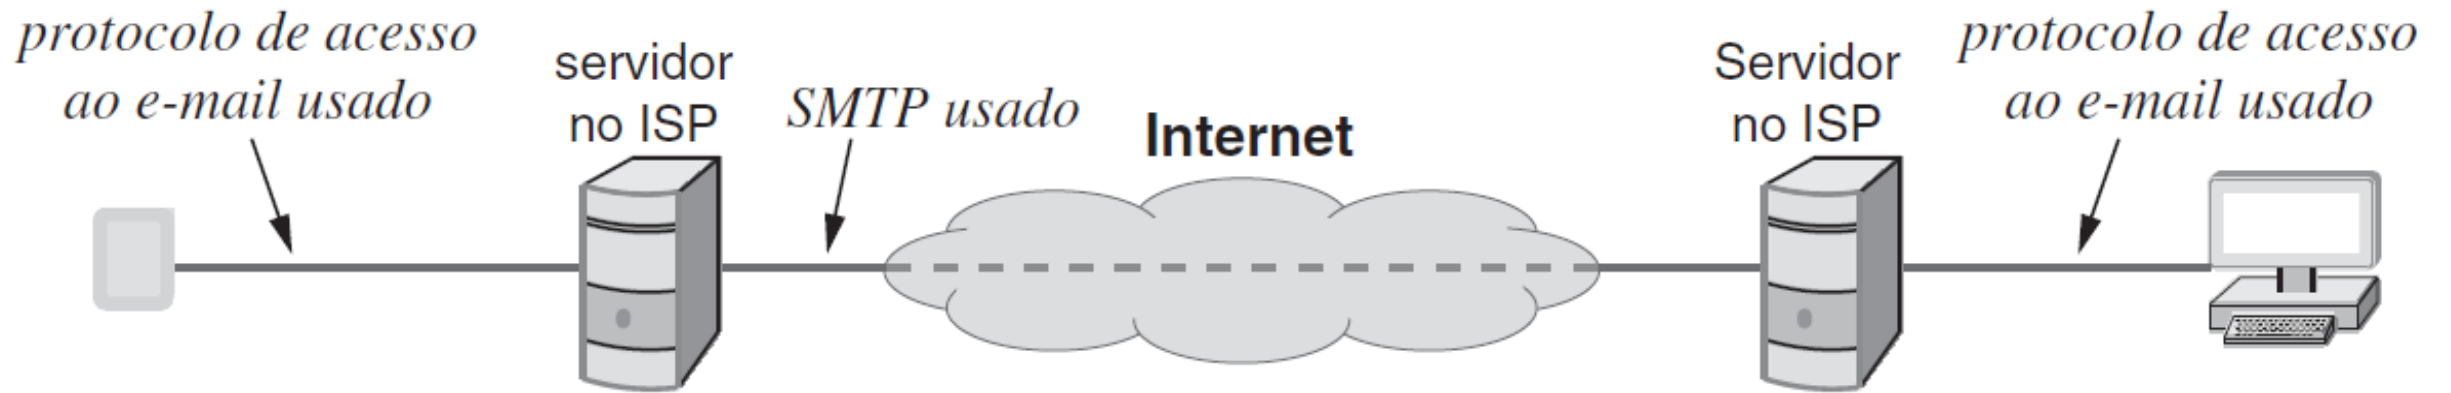 protocolo de acesso
ao e-mail usado
servidor
no ISP
SMTP usado
Internet
Servidor
no ISP
protocolo de acesso
ao e-mail usado